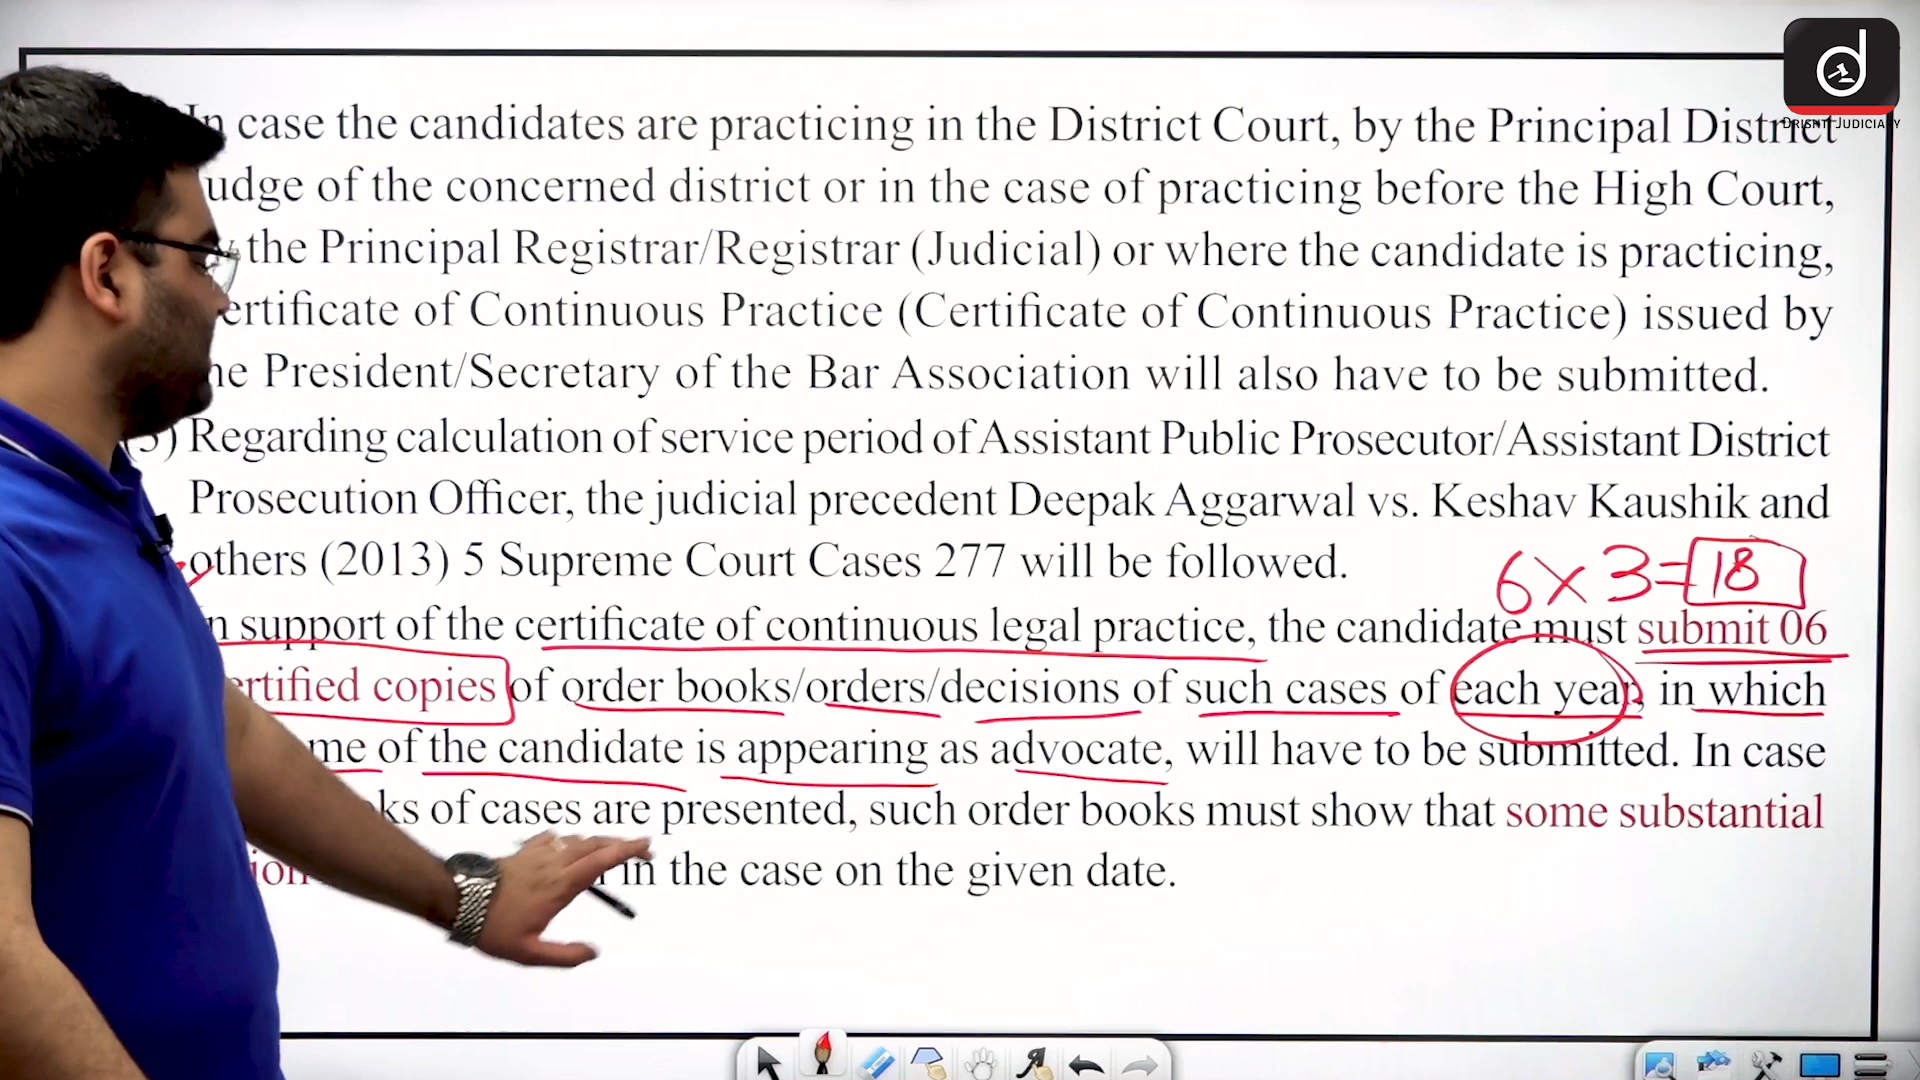 DRISHTI JUDICIARY
case the candidates are practicing in the District Court, by the Principal District
of the concerned district or in the case of practicing before the High Court,
the Principal Registrar/Registrar (Judicial) or where the candidate is practicing,
of Continuous Practice (Certificate of Continuous Practice) issued by
President/Secretary of the Bar Association will also have to be submitted.
Regarding calculation of service period of Assistant Public Prosecutor/Assistant District
Prosecution Officer, the judicial precedent Deepak Aggarwal vs. Keshav Kaushik and
others (2013) 5 Supreme Court Cases 277 will be followed.
6 × 3 = 18
support of the certificate of continuous legal practice, the candidate must submit 06
copies of order books/orders/decisions of such cases of each year, in which
of the candidate is appearing as advocate, will have to be submitted. In case
of cases are presented, such order books must show that some substantial
in the case on the given date.